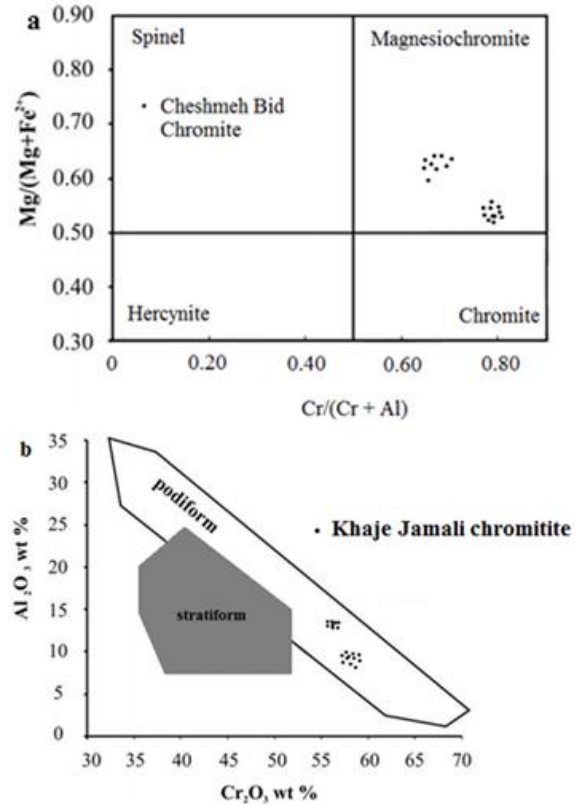 a
0.90
Spinel
Magnesiochromite
0.80
Cheshmeh Bid
Chromite
0.70
0.60
0.50
0.40
Hercynite
Chromite
0.30
0
0.20
0.40
0.60
0.80
Mg/(Mg+Fe²⁺)
Cr/(Cr + Al)
b
35
30
25
20
15
10
5
0
podiform
Khaje Jamali chromitite
stratiform
30
35
40
45
50
55
60
65
70
Al₂O₃ wt %
Cr₂O₃ wt %